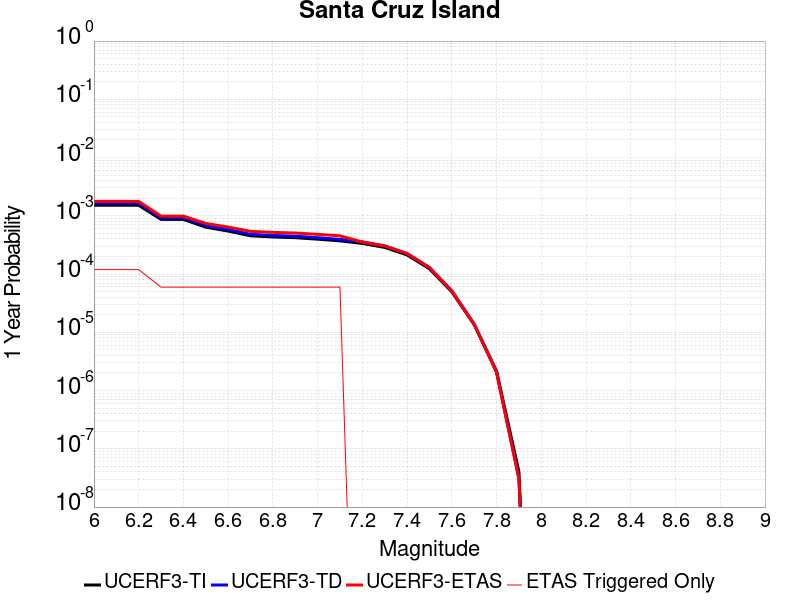 Santa Cruz Island
10^0
10^-1
10^-2
10^-3
10^-4
10^-5
10^-6
10^-7
10^-8
1 Year Probability
6 6.2 6.4 6.6 6.8 7 7.2 7.4 7.6 7.8 8 8.2 8.4 8.6 8.8 9
Magnitude
UCERF3-TI UCERF3-TD UCERF3-ETAS ETAS Triggered Only